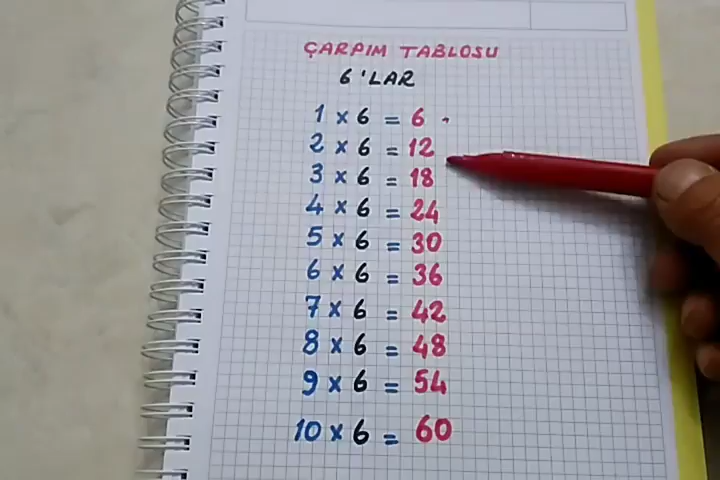 ÇARPIM TABLOSU
6'LAR
1 x 6 = 6
2 x 6 = 12
3 x 6 = 18
4 x 6 = 24
5 x 6 = 30
6 x 6 = 36
7 x 6 = 42
8 x 6 = 48
9 x 6 = 54
10 x 6 = 60